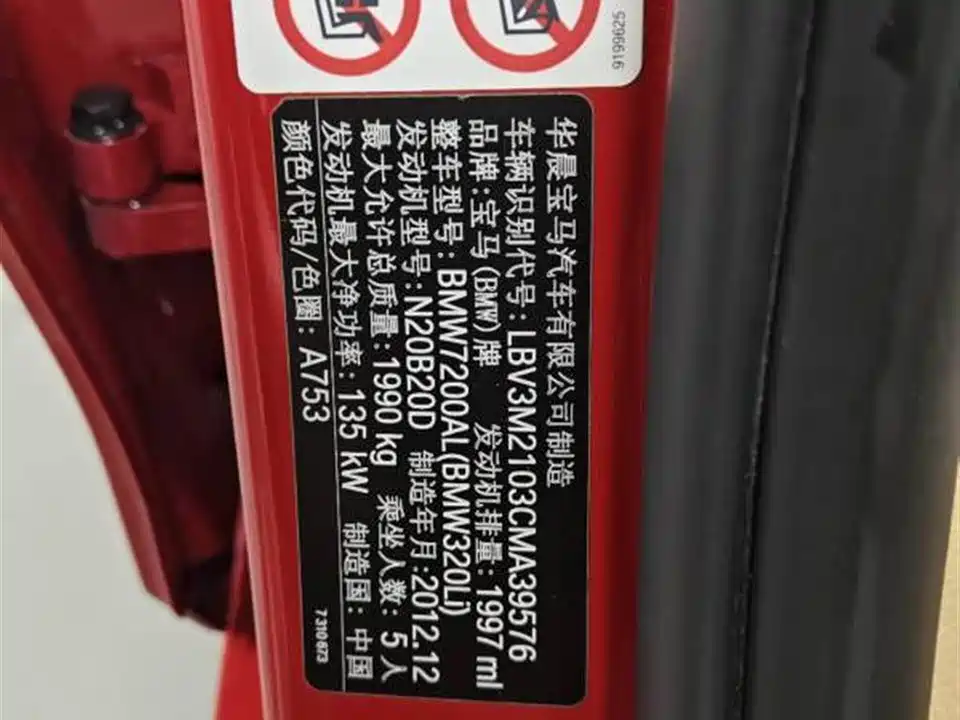 9199625
华晨宝马汽车有限公司制造
车辆识别代号: LBV3M2103CMA39576
品牌: 宝马(BMW)牌 发动机排量: 1997 ml
整车型号: BMW7200AL(BMW320Li)
发动机型号: N20B20D 制造年月: 2012.12
最大允许总质量: 1990 kg 乘坐人数: 5 人
发动机最大净功率: 135 kW 制造国: 中国
颜色代码/色圈: A753
7310673